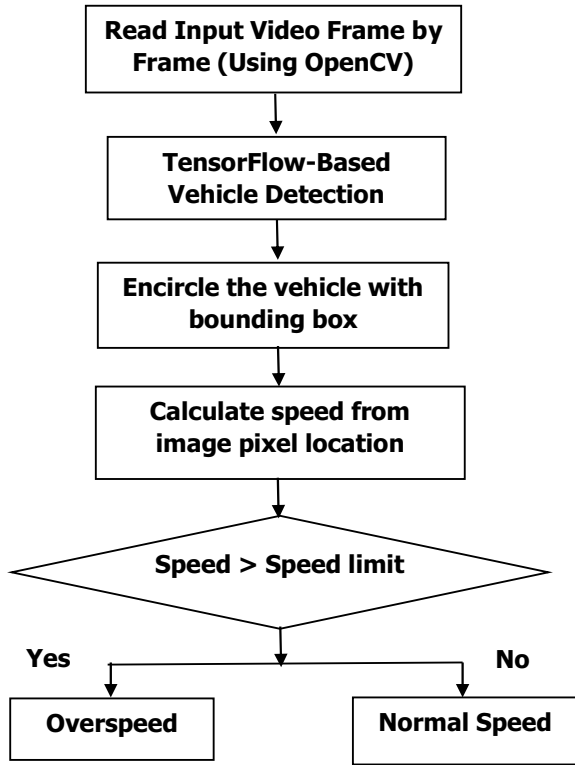 Read Input Video Frame by
Frame (Using OpenCV)
TensorFlow-Based
Vehicle Detection
Encircle the vehicle with
bounding box
Calculate speed from
image pixel location
Speed > Speed limit
Yes
No
Overspeed
Normal Speed